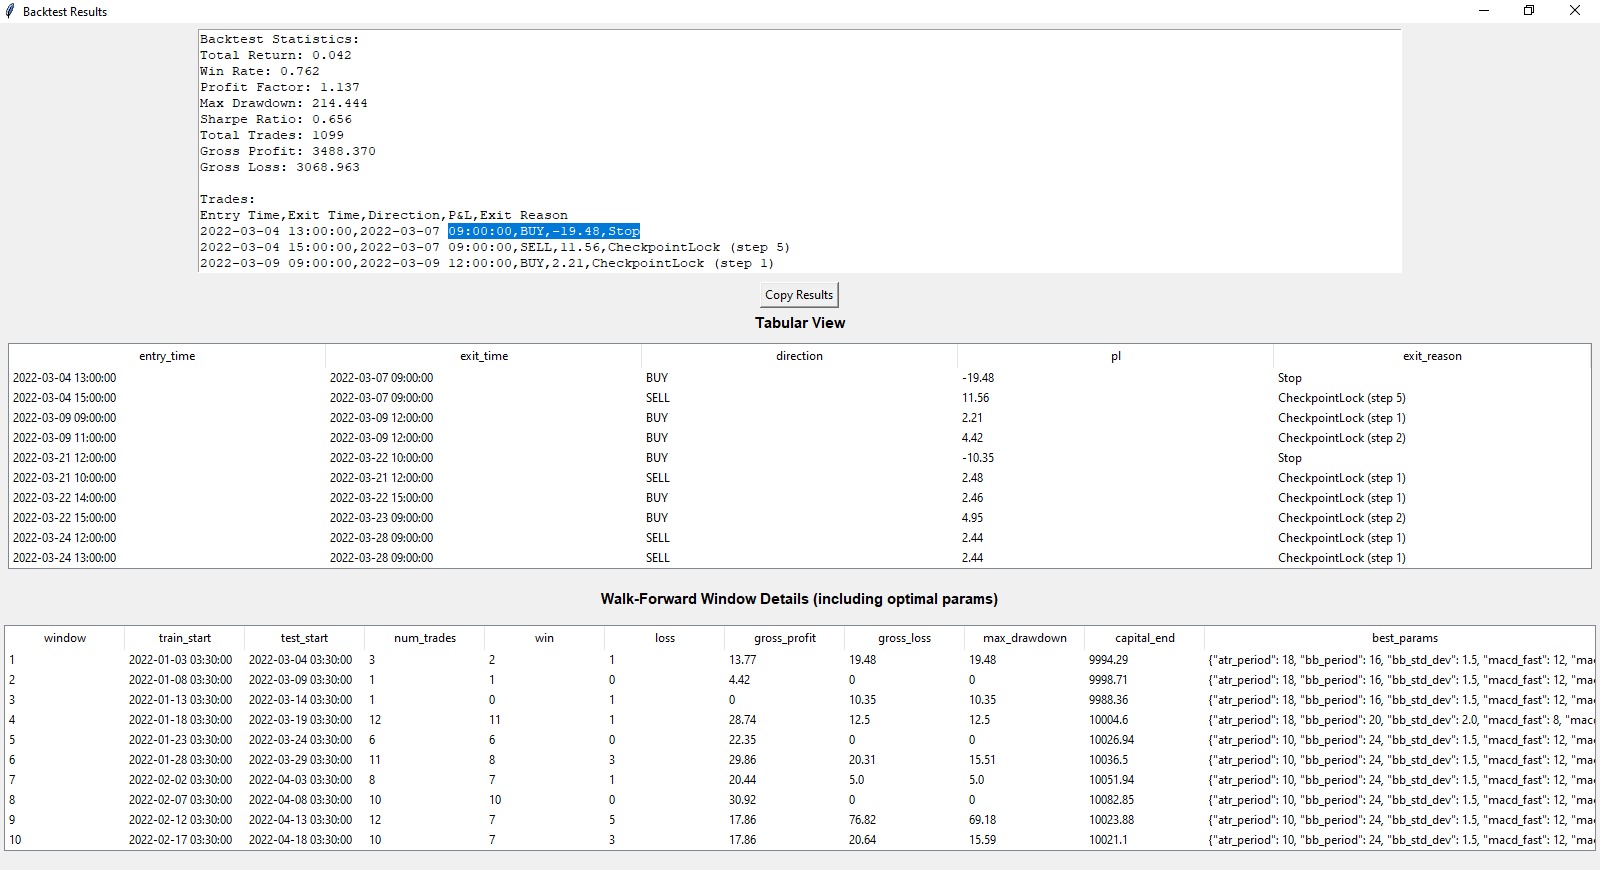 Backtest Results
Backtest Statistics:
Total Return: 0.042
Win Rate: 0.762
Profit Factor: 1.137
Max Drawdown: 214.444
Sharpe Ratio: 0.656
Total Trades: 1099
Gross Profit: 3488.370
Gross Loss: 3068.963
Trades:
Entry Time,Exit Time,Direction,P&L,Exit Reason
2022-03-04 13:00:00,2022-03-07 09:00:00,BUY,-19.48,Stop
2022-03-04 15:00:00,2022-03-07 09:00:00,SELL,11.56,CheckpointLock (step 5)
2022-03-09 09:00:00,2022-03-09 12:00:00,BUY,2.21,CheckpointLock (step 1)
Copy Results
Tabular View
entry_time exit_time direction pl exit_reason
2022-03-04 13:00:00 2022-03-07 09:00:00 BUY -19.48 Stop
2022-03-04 15:00:00 2022-03-07 09:00:00 SELL 11.56 CheckpointLock (step 5)
2022-03-09 09:00:00 2022-03-09 12:00:00 BUY 2.21 CheckpointLock (step 1)
2022-03-09 11:00:00 2022-03-09 12:00:00 BUY 4.42 CheckpointLock (step 2)
2022-03-21 12:00:00 2022-03-22 10:00:00 BUY -10.35 Stop
2022-03-21 10:00:00 2022-03-21 12:00:00 SELL 2.48 CheckpointLock (step 1)
2022-03-22 14:00:00 2022-03-22 15:00:00 BUY 2.46 CheckpointLock (step 1)
2022-03-22 15:00:00 2022-03-23 09:00:00 BUY 4.95 CheckpointLock (step 2)
2022-03-24 12:00:00 2022-03-28 09:00:00 SELL 2.44 CheckpointLock (step 1)
2022-03-24 13:00:00 2022-03-28 09:00:00 SELL 2.44 CheckpointLock (step 1)
Walk-Forward Window Details (including optimal params)
window train_start test_start num_trades win loss gross_profit gross_loss max_drawdown capital_end best_params
1 2022-01-03 03:30:00 2022-03-04 03:30:00 3 2 1 13.77 19.48 19.48 9994.29 {"atr_period": 18, "bb_period": 16, "bb_std_dev": 1.5, "macd_fast": 12, "mac
2 2022-01-08 03:30:00 2022-03-09 03:30:00 1 1 0 4.42 0 0 9998.71 {"atr_period": 18, "bb_period": 16, "bb_std_dev": 1.5, "macd_fast": 12, "mac
3 2022-01-13 03:30:00 2022-03-14 03:30:00 1 0 1 0 10.35 10.35 9988.36 {"atr_period": 18, "bb_period": 16, "bb_std_dev": 1.5, "macd_fast": 12, "mac
4 2022-01-18 03:30:00 2022-03-19 03:30:00 12 11 1 28.74 12.5 12.5 10004.6 {"atr_period": 18, "bb_period": 20, "bb_std_dev": 2.0, "macd_fast": 8, "macd
5 2022-01-23 03:30:00 2022-03-24 03:30:00 6 6 0 22.35 0 0 10026.94 {"atr_period": 10, "bb_period": 24, "bb_std_dev": 1.5, "macd_fast": 12, "mac
6 2022-01-28 03:30:00 2022-03-29 03:30:00 11 8 3 29.86 20.31 15.51 10036.5 {"atr_period": 10, "bb_period": 24, "bb_std_dev": 1.5, "macd_fast": 12, "mac
7 2022-02-02 03:30:00 2022-04-03 03:30:00 8 7 1 20.44 5.0 5.0 10051.94 {"atr_period": 10, "bb_period": 24, "bb_std_dev": 1.5, "macd_fast": 12, "mac
8 2022-02-07 03:30:00 2022-04-08 03:30:00 10 10 0 30.92 0 0 10082.85 {"atr_period": 10, "bb_period": 24, "bb_std_dev": 1.5, "macd_fast": 12, "mac
9 2022-02-12 03:30:00 2022-04-13 03:30:00 12 7 5 17.86 76.82 69.18 10023.88 {"atr_period": 10, "bb_period": 24, "bb_std_dev": 1.5, "macd_fast": 12, "mac
10 2022-02-17 03:30:00 2022-04-18 03:30:00 10 7 3 17.86 20.64 15.59 10021.1 {"atr_period": 10, "bb_period": 24, "bb_std_dev": 1.5, "macd_fast": 12, "mac